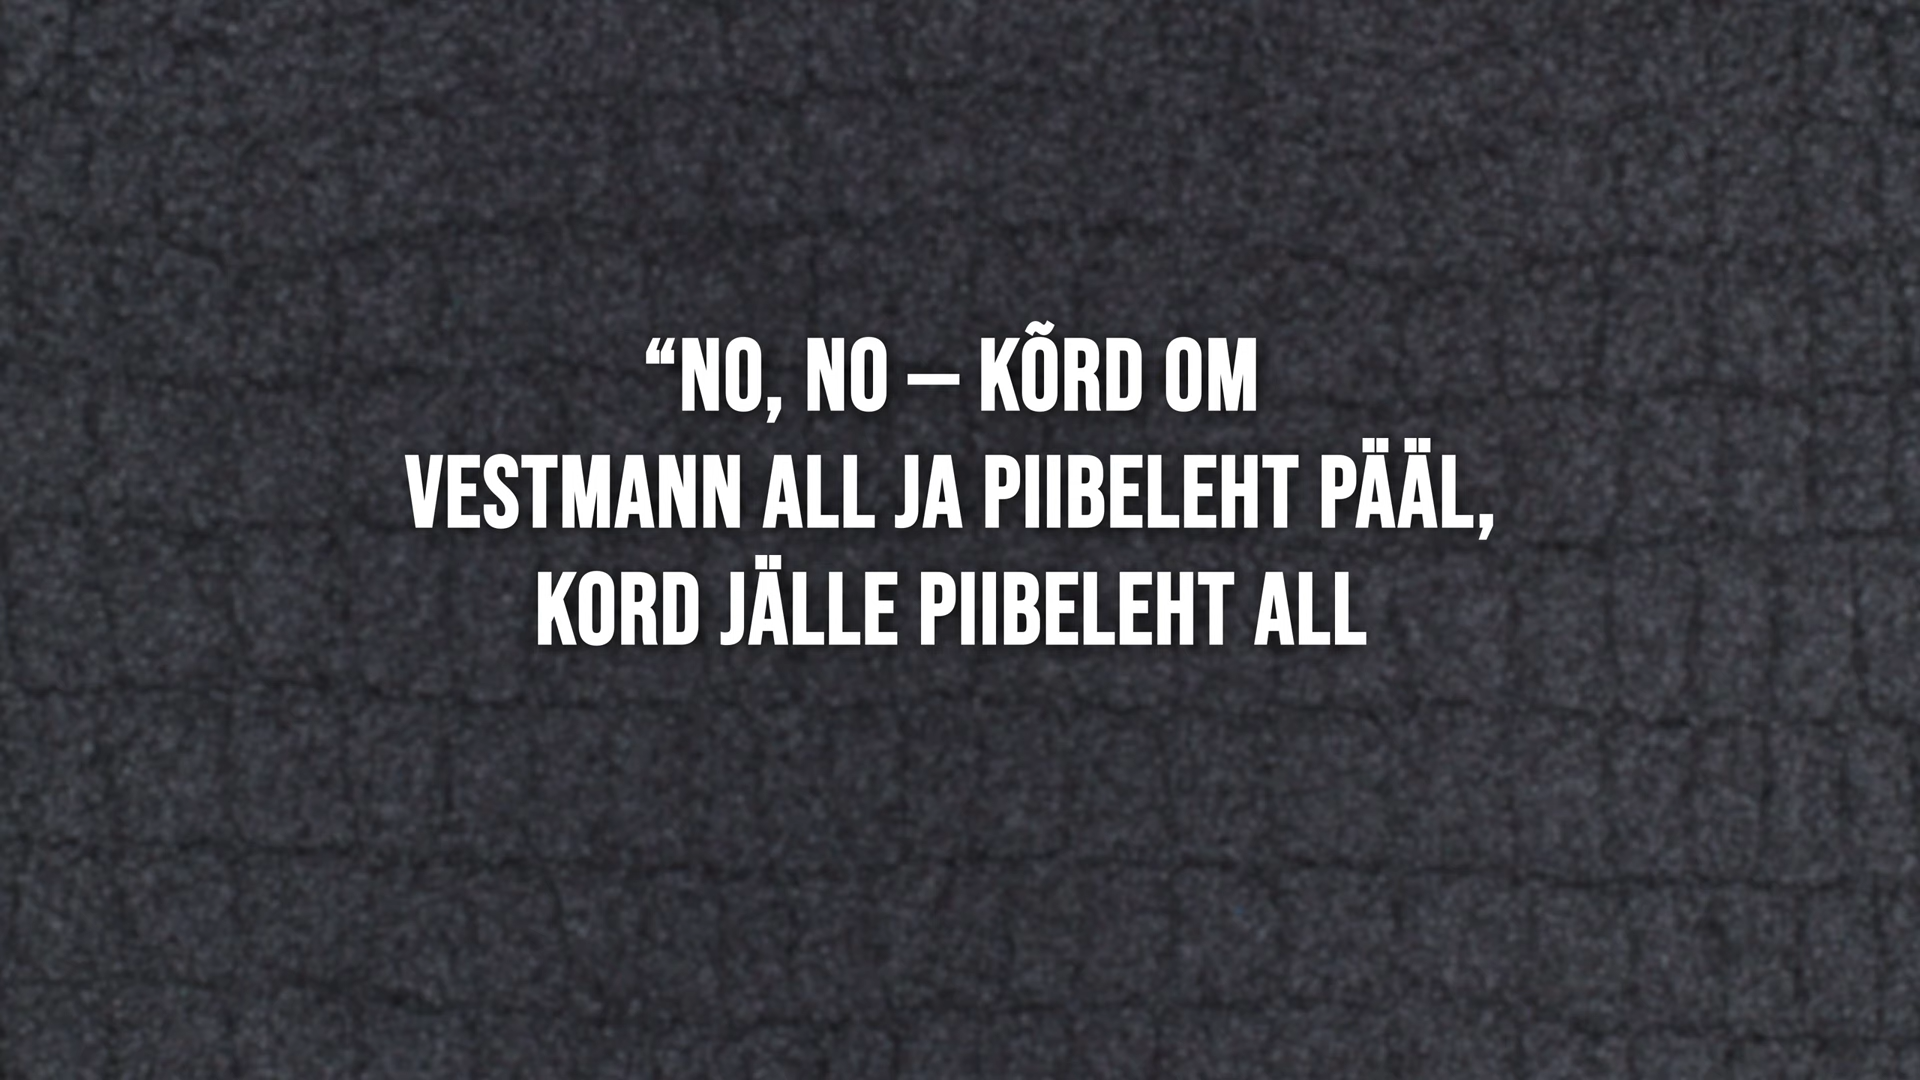 “NO, NO – KÕRD OM
VESTMANN ALL JA PIIBELEHT PÄÄL,
KORD JÄLLE PIIBELEHT ALL